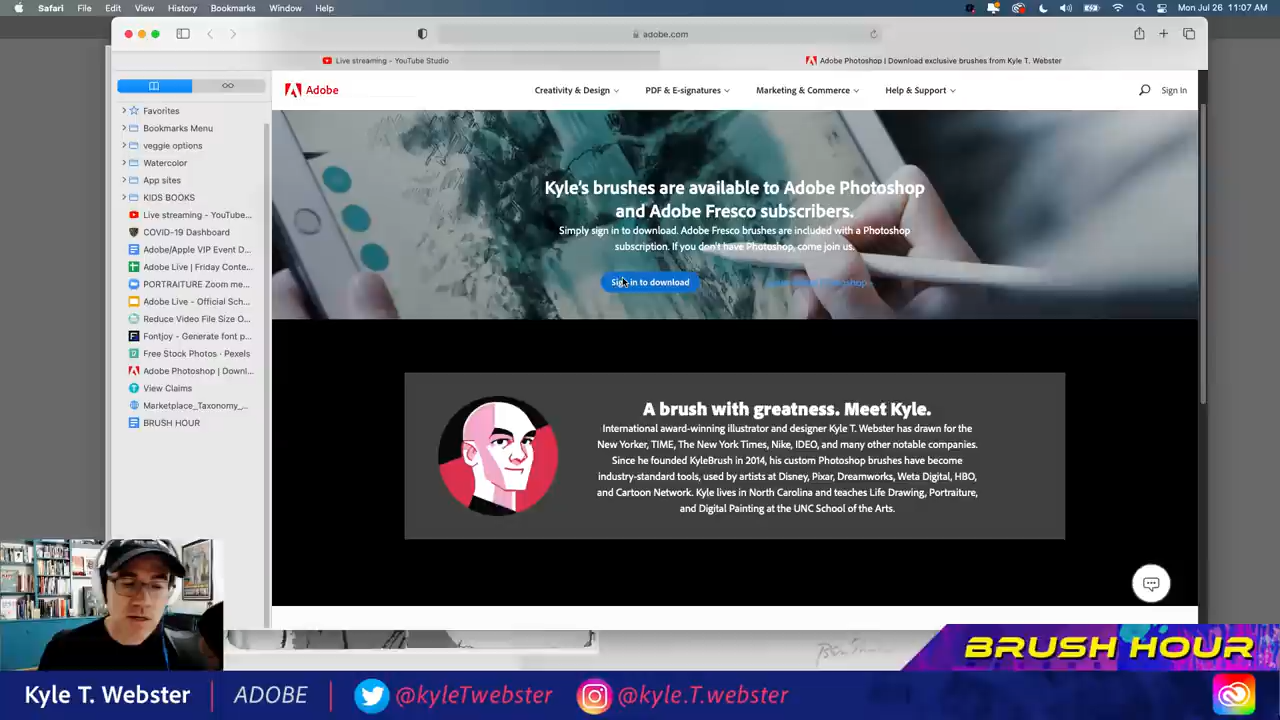 Safari File Edit View History Bookmarks Window Help
Mon Jul 26 11:07 AM
adobe.com
Live streaming - YouTube Studio
Adobe Photoshop | Download exclusive brushes from Kyle T. Webster
Adobe
Creativity & Design
PDF & E-signatures
Marketing & Commerce
Help & Support
Sign In
Favorites
Bookmarks Menu
veggie options
Watercolor
App sites
KIDS BOOKS
Live streaming - YouTube...
COVID-19 Dashboard
Adobe/Apple VIP Event D...
Adobe Live | Friday Conte...
PORTRAITURE Zoom me...
Adobe Live - Official Sch...
Reduce Video File Size O...
Fontjoy - Generate font p...
Free Stock Photos · Pexels
Adobe Photoshop | Downl...
View Claims
Marketplace_Taxonomy_...
BRUSH HOUR
Kyle's brushes are available to Adobe Photoshop
and Adobe Fresco subscribers.
Simply sign in to download. Adobe Fresco brushes are included with a Photoshop
subscription. If you don't have Photoshop, come join us.
Sign in to download
A brush with greatness. Meet Kyle.
International award-winning illustrator and designer Kyle T. Webster has drawn for the
New Yorker, TIME, The New York Times, Nike, IDEO, and many other notable companies.
Since he founded KyleBrush in 2014, his custom Photoshop brushes have become
industry-standard tools, used by artists at Disney, Pixar, Dreamworks, Weta Digital, HBO,
and Cartoon Network. Kyle lives in North Carolina and teaches Life Drawing, Portraiture,
and Digital Painting at the UNC School of the Arts.
BRUSH HOUR
Kyle T. Webster | ADOBE @kyleTwebster @kyle.T.webster